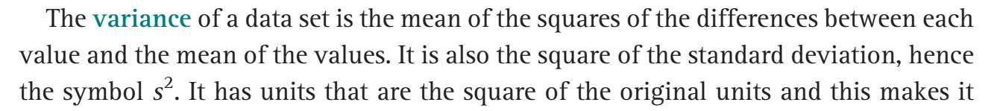 The variance of a data set is the mean of the squares of the differences between each
value and the mean of the values. It is also the square of the standard deviation, hence
the symbol s². It has units that are the square of the original units and this makes it